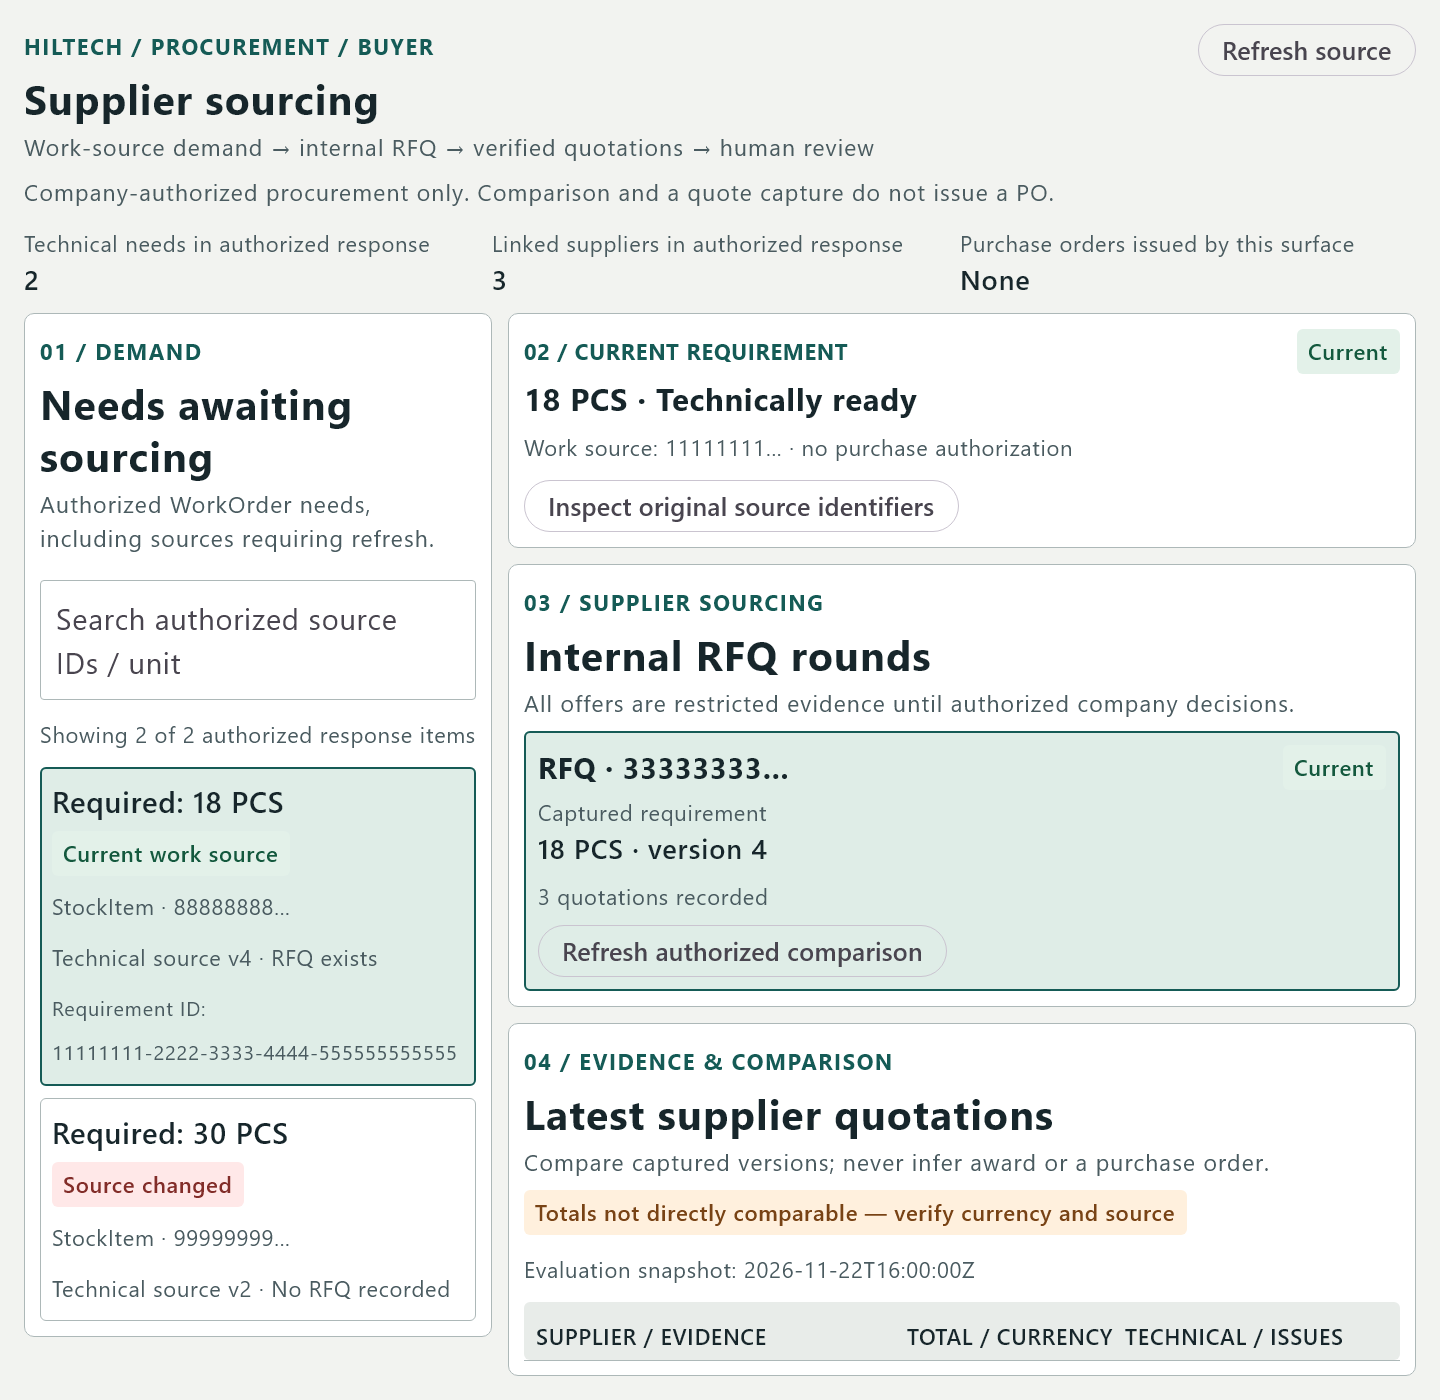 HILTECH / PROCUREMENT / BUYER
Refresh source
Supplier sourcing
Work-source demand → internal RFQ → verified quotations → human review
Company-authorized procurement only. Comparison and a quote capture do not issue a PO.
Technical needs in authorized response
2
Linked suppliers in authorized response
3
Purchase orders issued by this surface
None
01 / DEMAND
Needs awaiting
sourcing
Authorized WorkOrder needs,
including sources requiring refresh.
Search authorized source
IDs / unit
Showing 2 of 2 authorized response items
Required: 18 PCS
Current work source
StockItem · 88888888…
Technical source v4 · RFQ exists
Requirement ID:
11111111-2222-3333-4444-555555555555
Required: 30 PCS
Source changed
StockItem · 99999999…
Technical source v2 · No RFQ recorded
02 / CURRENT REQUIREMENT
Current
18 PCS · Technically ready
Work source: 11111111… · no purchase authorization
Inspect original source identifiers
03 / SUPPLIER SOURCING
Internal RFQ rounds
All offers are restricted evidence until authorized company decisions.
RFQ · 33333333…
Current
Captured requirement
18 PCS · version 4
3 quotations recorded
Refresh authorized comparison
04 / EVIDENCE & COMPARISON
Latest supplier quotations
Compare captured versions; never infer award or a purchase order.
Totals not directly comparable — verify currency and source
Evaluation snapshot: 2026-11-22T16:00:00Z
SUPPLIER / EVIDENCE TOTAL / CURRENCY TECHNICAL / ISSUES